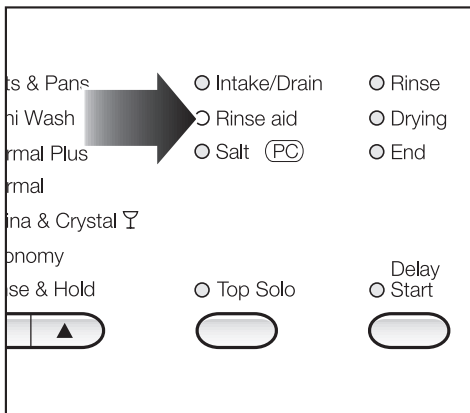 ts & Pans
ni Wash
rmal Plus
rmal
ina & Crystal
onomy
se & Hold
Intake/Drain
Rinse aid
Salt PC
Top Solo
Rinse
Drying
End
Delay
Start